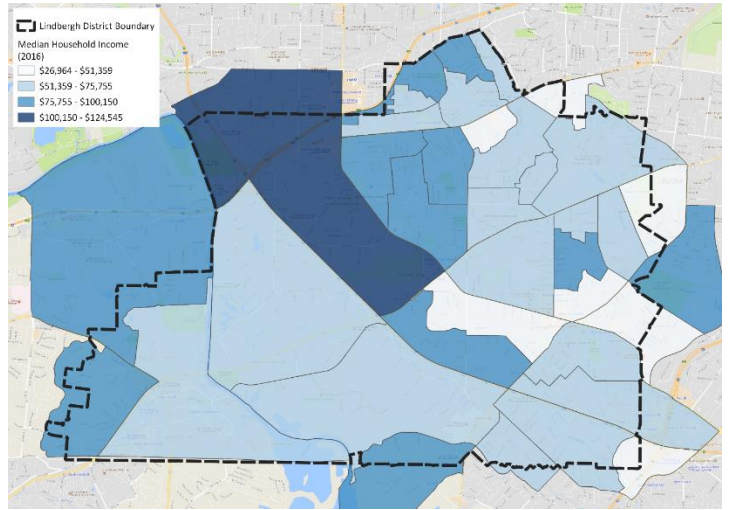 Lindbergh District Boundary
Median Household Income
(2016)
$26,964 - $51,359
$51,359 - $75,755
$75,755 - $100,150
$100,150 - $124,545